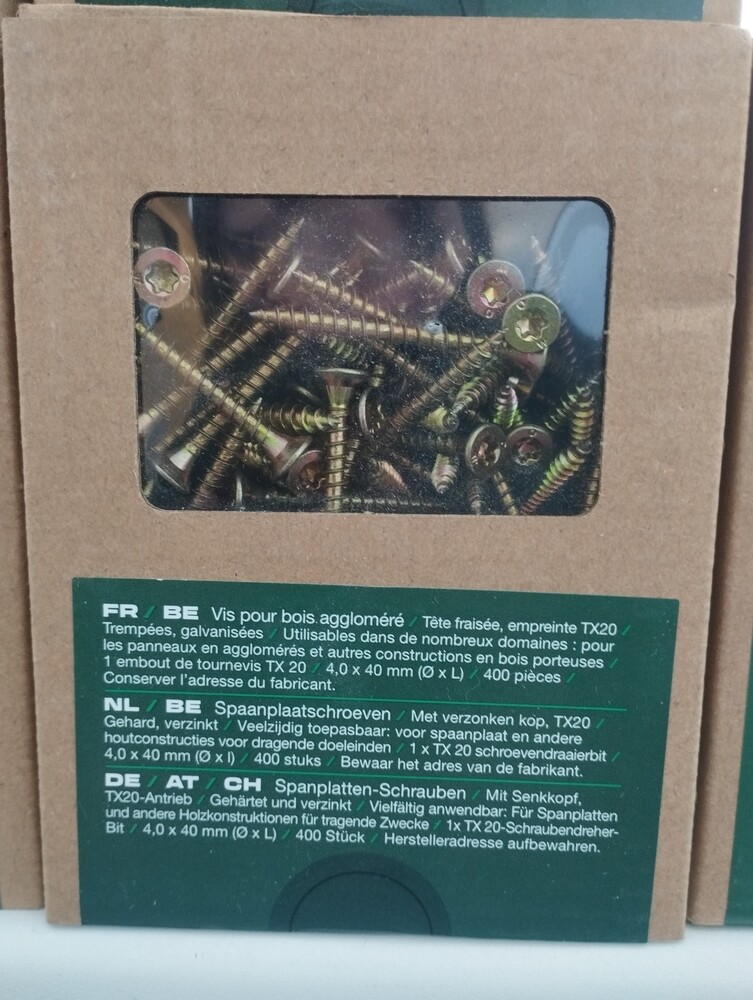 FR / BE Vis pour bois aggloméré / Tête fraisée, empreinte TX20 /
Trempées, galvanisées / Utilisables dans de nombreux domaines : pour
les panneaux en agglomérés et autres constructions en bois porteuses /
1 embout de tournevis TX 20 / 4,0 x 40 mm (Ø x L) / 400 pièces /
Conserver l'adresse du fabricant.
NL / BE Spaanplaatschroeven / Met verzonken kop, TX20 /
Gehard, verzinkt / Veelzijdig toepasbaar: voor spaanplaat en andere
houtconstructies voor dragende doeleinden / 1 x TX 20 schroevendraaierbit /
4,0 x 40 mm (Ø x l) / 400 stuks / Bewaar het adres van de fabrikant.
DE / AT / CH Spanplatten-Schrauben / Mit Senkkopf,
TX20-Antrieb / Gehärtet und verzinkt / Vielfältig anwendbar: Für Spanplatten
und andere Holzkonstruktionen für tragende Zwecke / 1x TX 20-Schraubendreher-
Bit / 4,0 x 40 mm (Ø x L) / 400 Stück / Herstelleradresse aufbewahren.